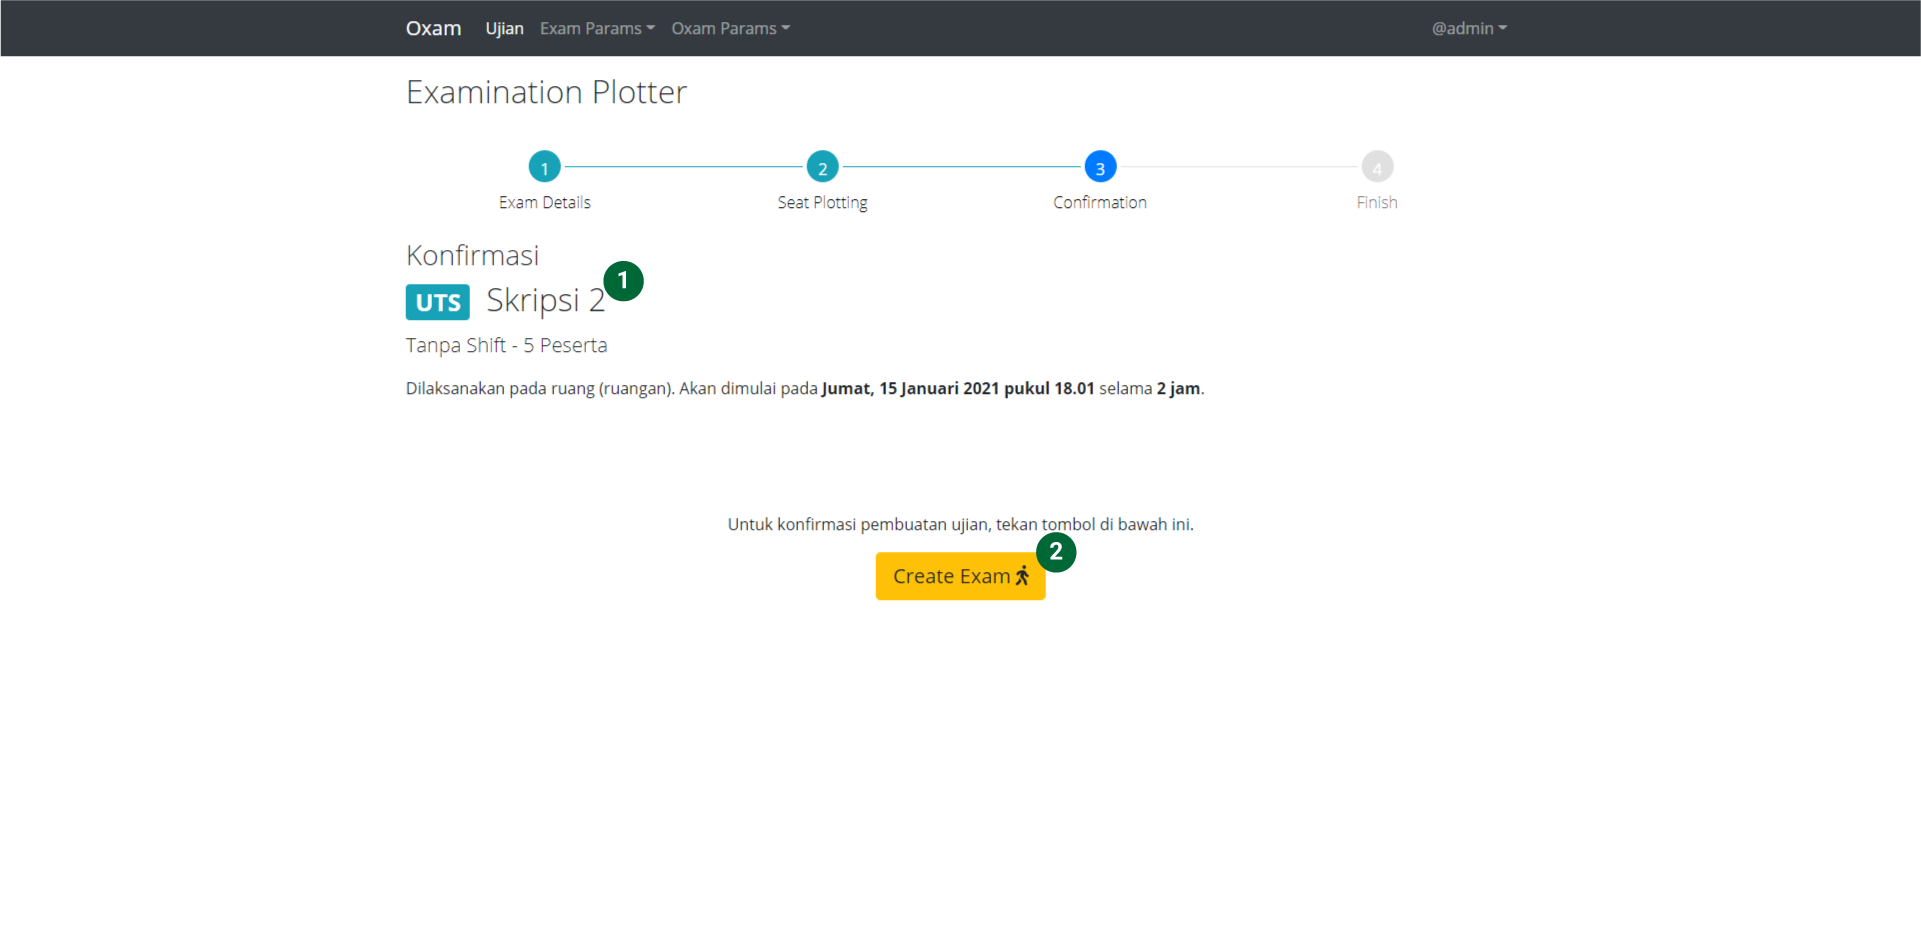 Oxam Ujian Exam Params Oxam Params @admin
Examination Plotter
1 2 3 4
Exam Details Seat Plotting Confirmation Finish
Konfirmasi
1
UTS Skripsi 2
Tanpa Shift - 5 Peserta
Dilaksanakan pada ruang (ruangan). Akan dimulai pada Jumat, 15 Januari 2021 pukul 18.01 selama 2 jam.
Untuk konfirmasi pembuatan ujian, tekan tombol di bawah ini.
2
Create Exam